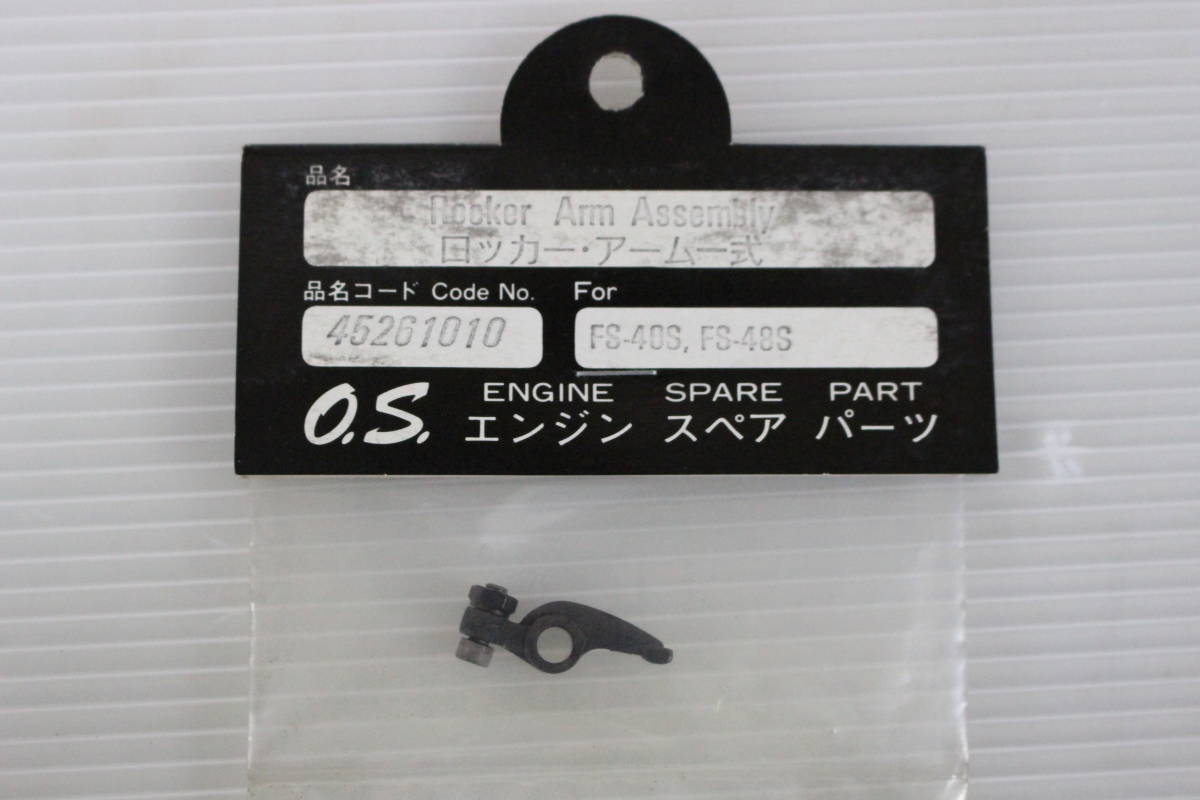 品名
Rocker Arm Assembly
ロッカー・アーム一式
品名コード Code No. For
45261010 FS-40S, FS-48S
O.S. ENGINE SPARE PART
エンジン スペア パーツ